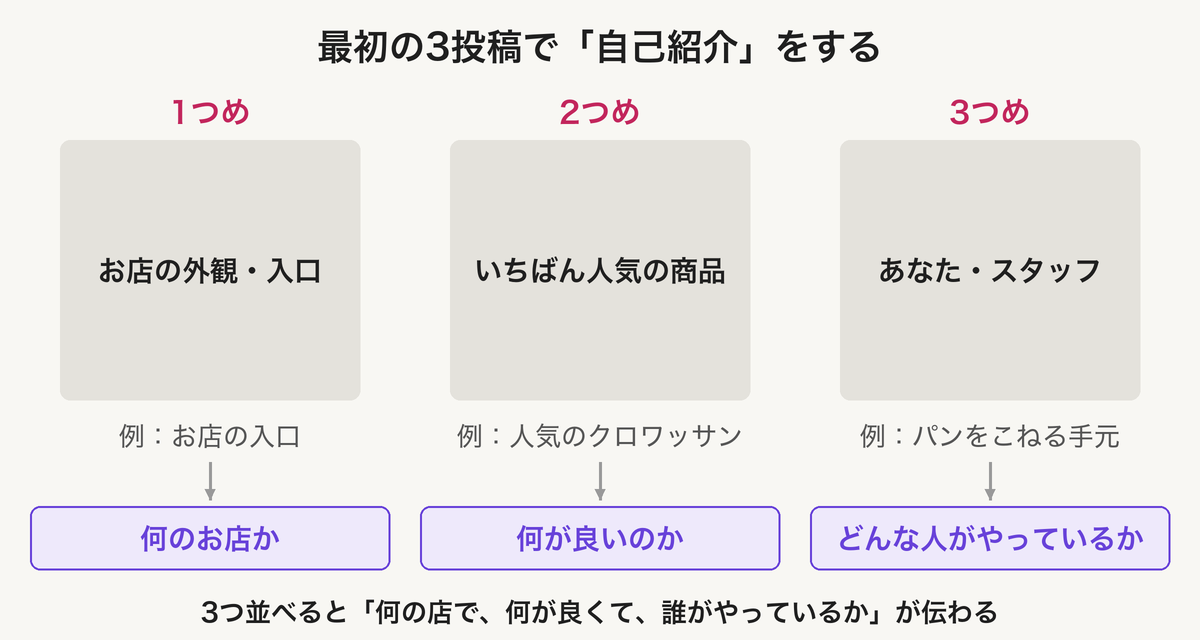 最初の3投稿で「自己紹介」をする
1つめ
2つめ
3つめ
お店の外観・入口
いちばん人気の商品
あなた・スタッフ
例：お店の入口
例：人気のクロワッサン
例：パンをこねる手元
何のお店か
何が良いのか
どんな人がやっているか
3つ並べると「何の店で、何が良くて、誰がやっているか」が伝わる